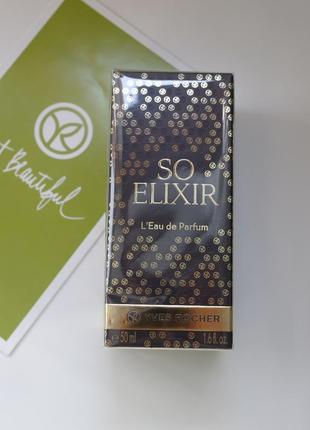 t Beautiful
SO
ELIXIR
L'Eau de Parfum
YVES ROCHER
e 50 ml 1.6 fl. oz.